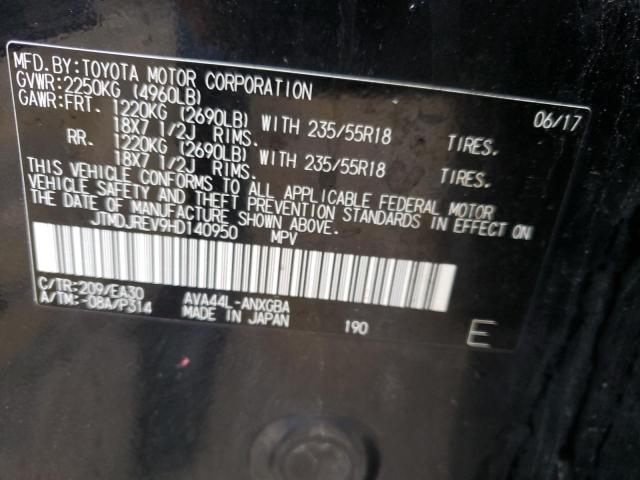 MFD.BY:TOYOTA MOTOR CORPORATION 06/17
GVWR:2250KG (4960LB)
GAWR:FRT. 1220KG (2690LB) WITH 235/55R18 TIRES,
18X7 1/2J RIMS.
RR. 1220KG (2690LB) WITH 235/55R18 TIRES,
18X7 1/2J RIMS.
THIS VEHICLE CONFORMS TO ALL APPLICABLE FEDERAL MOTOR
VEHICLE SAFETY AND THEFT PREVENTION STANDARDS IN EFFECT ON
THE DATE OF MANUFACTURE SHOWN ABOVE.
JTMDJREV9HD140950 MPV
C/TR:209/EA30 AVA44L-ANXGBA
A/TM:-08A/P314 MADE IN JAPAN 190 E